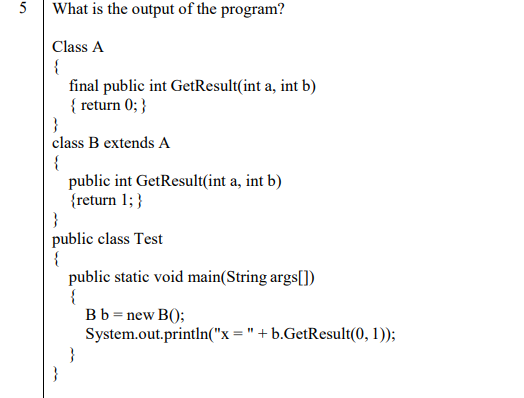 5 What is the output of the program?
Class A
{
final public int GetResult(int a, int b)
{ return 0; }
}
class B extends A
{
public int GetResult(int a, int b)
{return 1; }
}
public class Test
{
public static void main(String args[])
{
B b = new B();
System.out.println("x = " + b.GetResult(0, 1));
}
}